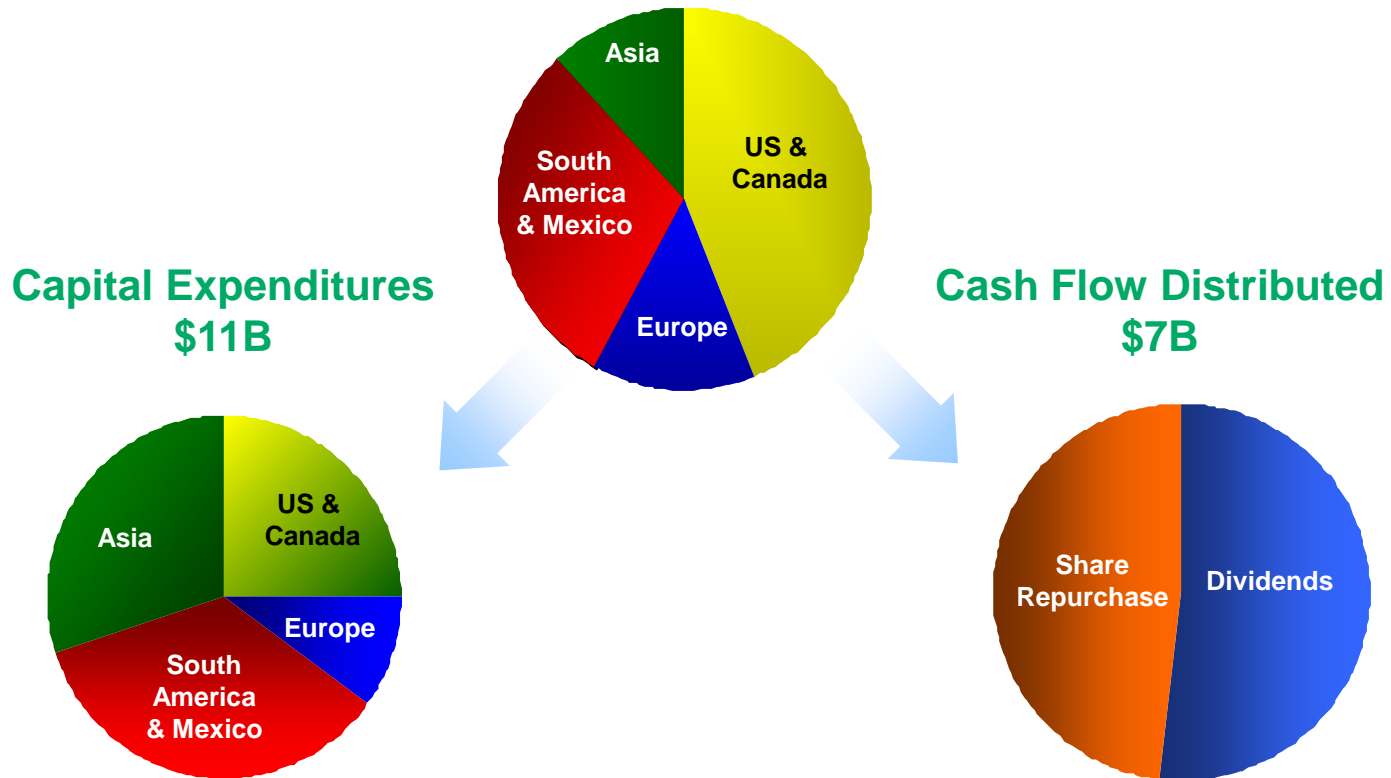 Asia
US &
Canada
South
America
& Mexico
Europe
Capital Expenditures
$11B
Cash Flow Distributed
$7B
US &
Canada
Asia
Europe
South
America
& Mexico
Share
Repurchase
Dividends